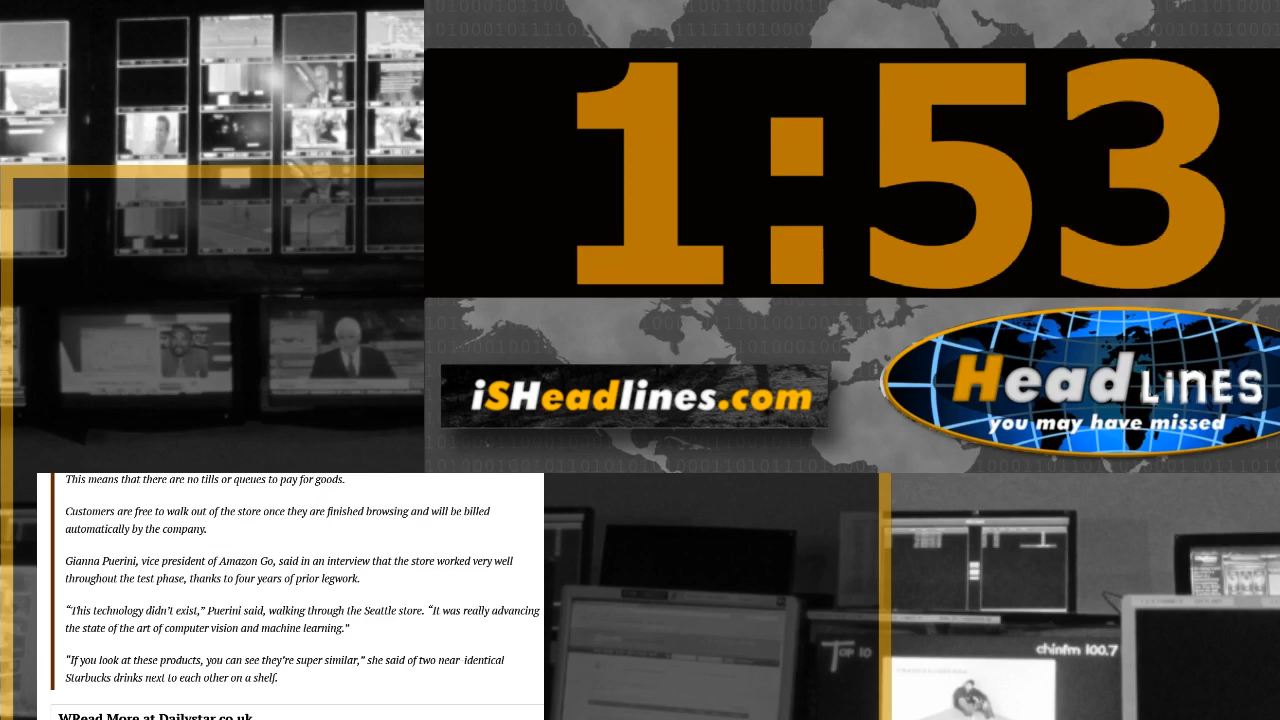 1:53
iSHeadlines.com
HeadLINES
you may have missed
This means that there are no tills or queues to pay for goods.
Customers are free to walk out of the store once they are finished browsing and will be billed
automatically by the company.
Gianna Puerini, vice president of Amazon Go, said in an interview that the store worked very well
throughout the test phase, thanks to four years of prior legwork.
“This technology didn’t exist,” Puerini said, walking through the Seattle store. “It was really advancing
the state of the art of computer vision and machine learning.”
“If you look at these products, you can see they’re super similar,” she said of two near identical
Starbucks drinks next to each other on a shelf.
WRead More at Dailystar.co.uk
Top 10
chinfm 100.7